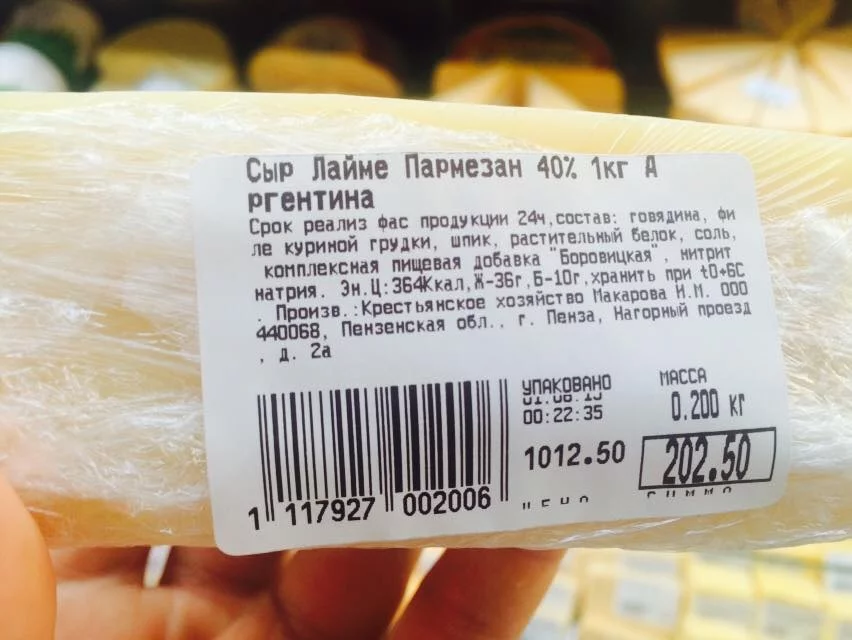 Сыр Лайме Пармезан 40% 1кг А
ргентина
Срок реализ фас продукции 24ч,состав: говядина, фи
ле куриной грудки, шпик, растительный белок, соль,
комплексная пищевая добавка "Боровицкая", нитрит
натрия. Эн.Ц:364Ккал,Ж-36г,Б-10г,хранить при t0+6С
. Произв.:Крестьянское хозяйство Макарова И.М. ООО
440068, Пензенская обл., г. Пенза, Нагорный проезд
, д. 2а
УПАКОВАНО
МАССА
00:22:35
0.200 кг
1012.50
202.50
1 117927 002006